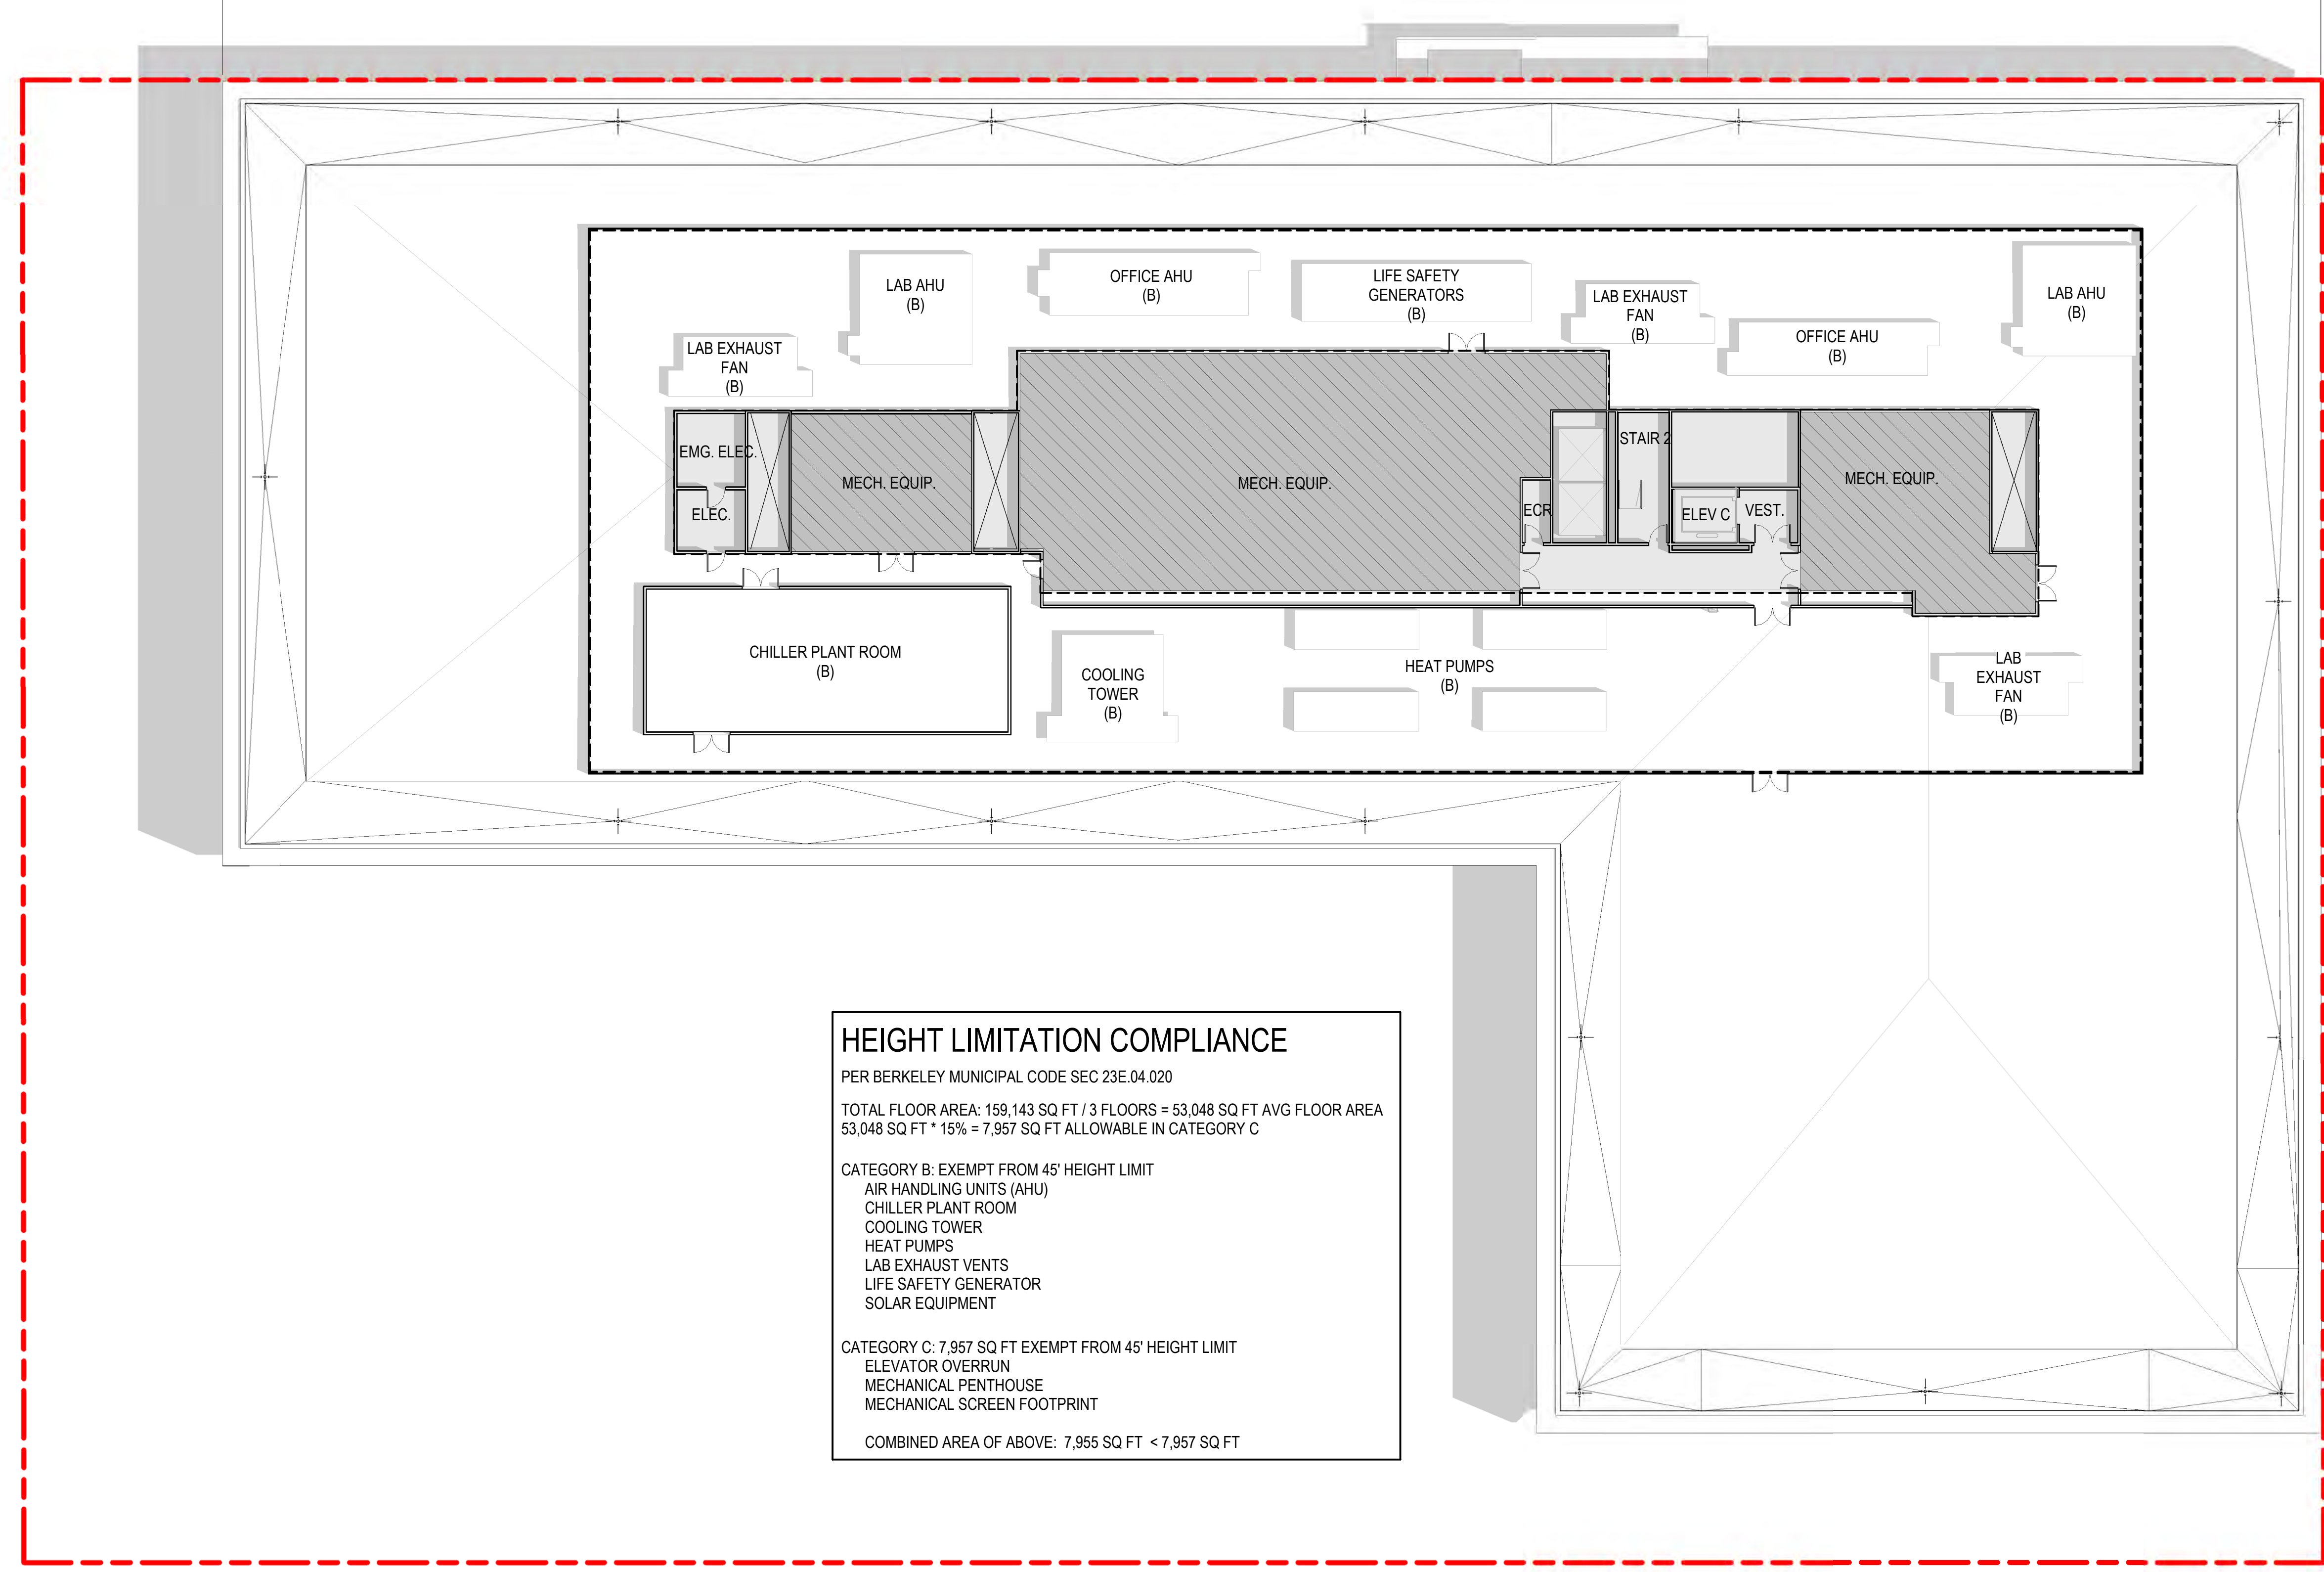 LAB AHU
(B)
OFFICE AHU
(B)
LIFE SAFETY
GENERATORS
(B)
LAB EXHAUST
FAN
(B)
OFFICE AHU
(B)
LAB AHU
(B)
LAB EXHAUST
FAN
(B)
EMG. ELEC.
ELEC.
MECH. EQUIP.
MECH. EQUIP.
ECR
STAIR 2
ELEV C
VEST.
MECH. EQUIP.
CHILLER PLANT ROOM
(B)
COOLING
TOWER
(B)
HEAT PUMPS
(B)
LAB
EXHAUST
FAN
(B)
HEIGHT LIMITATION COMPLIANCE
PER BERKELEY MUNICIPAL CODE SEC 23E.04.020
TOTAL FLOOR AREA: 159,143 SQ FT / 3 FLOORS = 53,048 SQ FT AVG FLOOR AREA
53,048 SQ FT * 15% = 7,957 SQ FT ALLOWABLE IN CATEGORY C
CATEGORY B: EXEMPT FROM 45' HEIGHT LIMIT
AIR HANDLING UNITS (AHU)
CHILLER PLANT ROOM
COOLING TOWER
HEAT PUMPS
LAB EXHAUST VENTS
LIFE SAFETY GENERATOR
SOLAR EQUIPMENT
CATEGORY C: 7,957 SQ FT EXEMPT FROM 45' HEIGHT LIMIT
ELEVATOR OVERRUN
MECHANICAL PENTHOUSE
MECHANICAL SCREEN FOOTPRINT
COMBINED AREA OF ABOVE: 7,955 SQ FT < 7,957 SQ FT